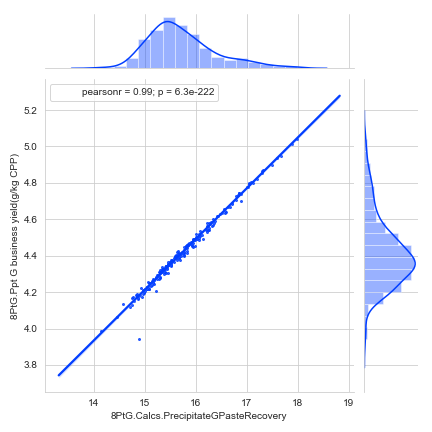 pearsonr = 0.99; p = 6.3e-222
5.2
5.0
4.8
4.6
4.4
4.2
4.0
3.8
8PtG.Ppt G business yield(g/kg CPP)
14 15 16 17 18 19
8PtG.Calcs.PrecipitateGPasteRecovery